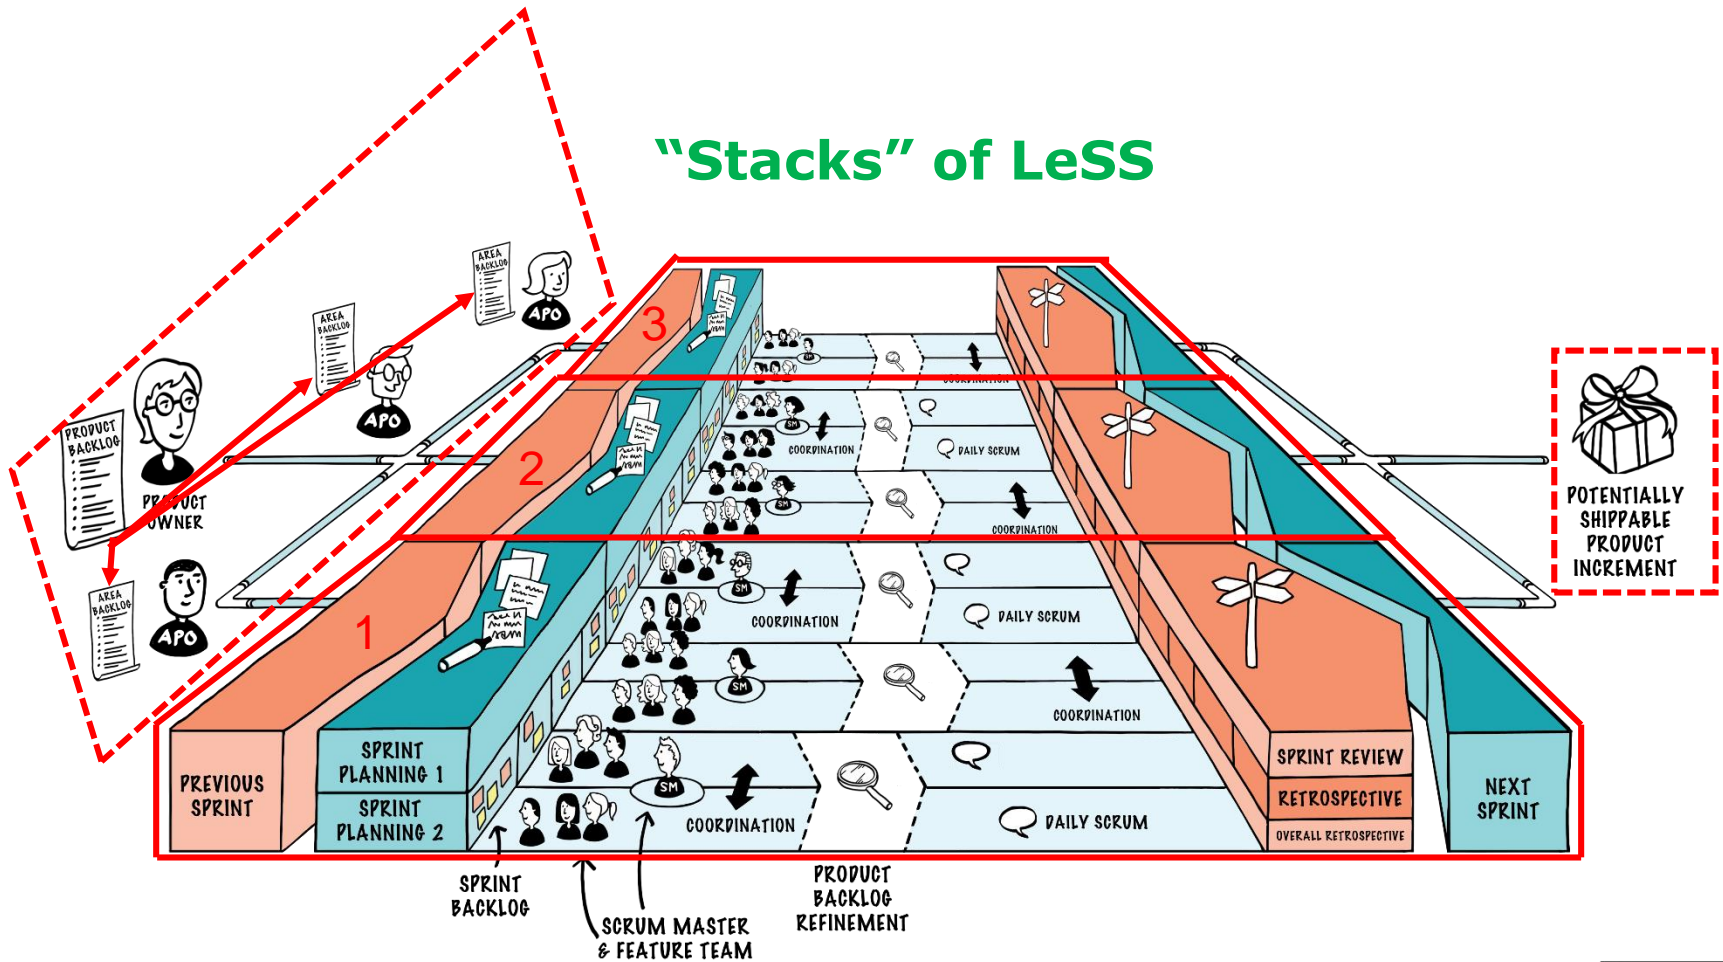 “Stacks” of LeSS
AREA
BACKLOG
APO
AREA
BACKLOG
APO
PRODUCT
BACKLOG
PRODUCT
OWNER
AREA
BACKLOG
APO
3
2
1
COORDINATION
SM
COORDINATION
DAILY SCRUM
SM
COORDINATION
SM
COORDINATION
DAILY SCRUM
SM
COORDINATION
SM
COORDINATION
DAILY SCRUM
PREVIOUS
SPRINT
SPRINT
PLANNING 1
SPRINT
PLANNING 2
SPRINT REVIEW
RETROSPECTIVE
OVERALL RETROSPECTIVE
NEXT
SPRINT
POTENTIALLY
SHIPPABLE
PRODUCT
INCREMENT
SPRINT
BACKLOG
SCRUM MASTER
& FEATURE TEAM
PRODUCT
BACKLOG
REFINEMENT